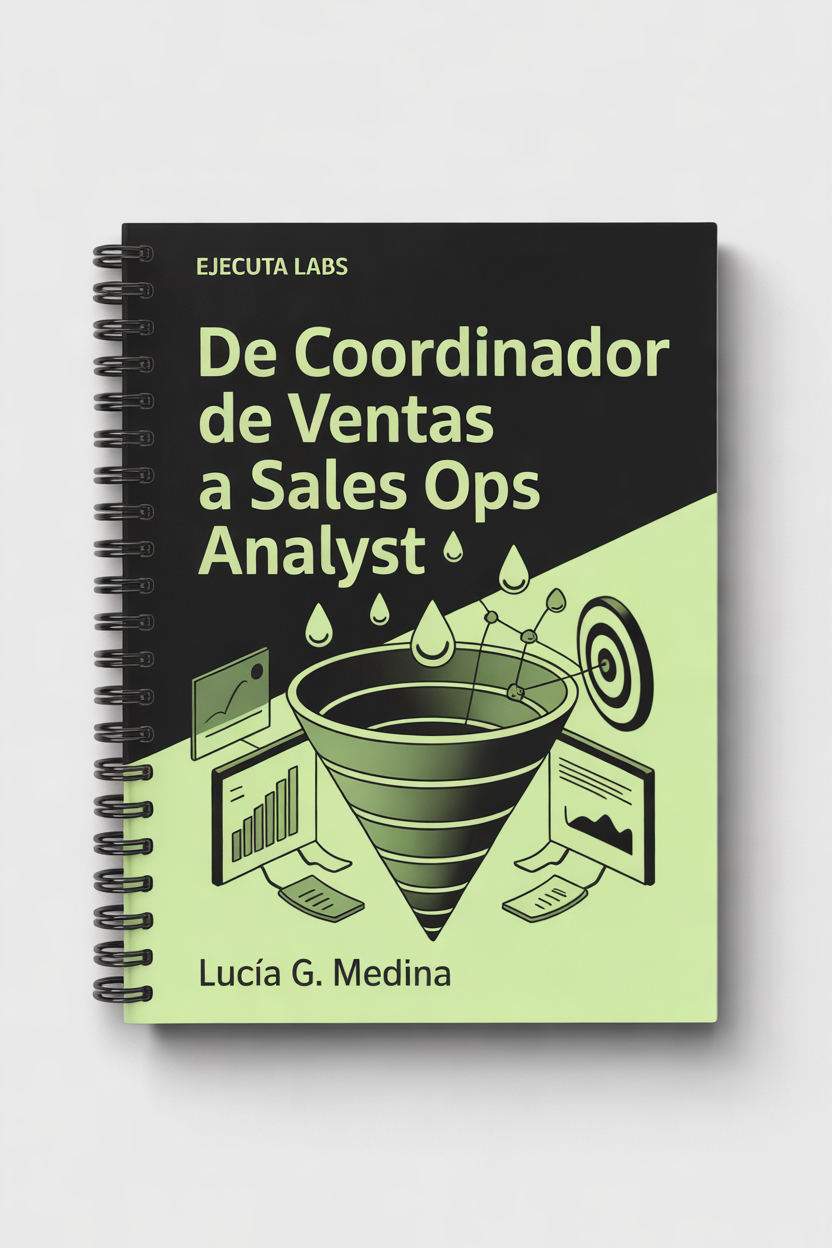 EJECUTA LABS
De Coordinador
de Ventas
a Sales Ops
Analyst
Lucía G. Medina